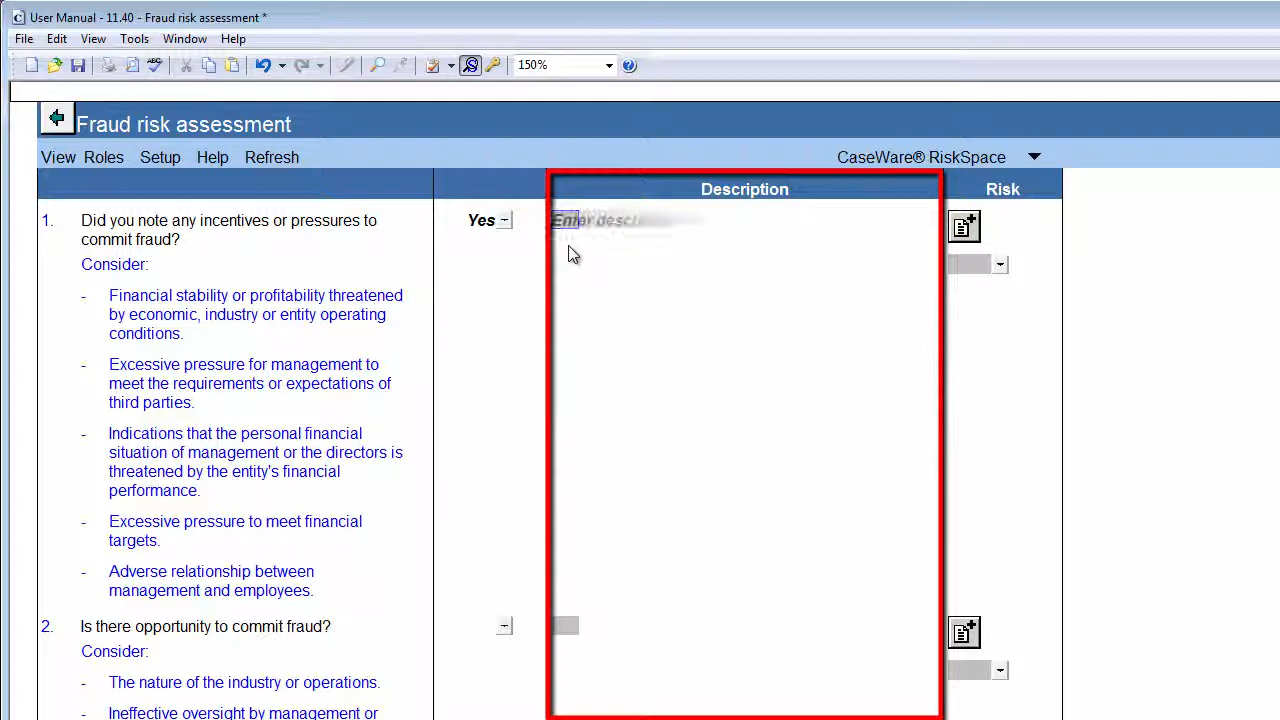 User Manual - 11.40 - Fraud risk assessment *
File Edit View Tools Window Help
150%
Fraud risk assessment
View Roles Setup Help Refresh CaseWare® RiskSpace
Description Risk
1. Did you note any incentives or pressures to Yes Enter
commit fraud?
Consider:
- Financial stability or profitability threatened
by economic, industry or entity operating
conditions.
- Excessive pressure for management to
meet the requirements or expectations of
third parties.
- Indications that the personal financial
situation of management or the directors is
threatened by the entity's financial
performance.
- Excessive pressure to meet financial
targets.
- Adverse relationship between
management and employees.
2. Is there opportunity to commit fraud?
Consider:
- The nature of the industry or operations.
- Ineffective oversight by management or